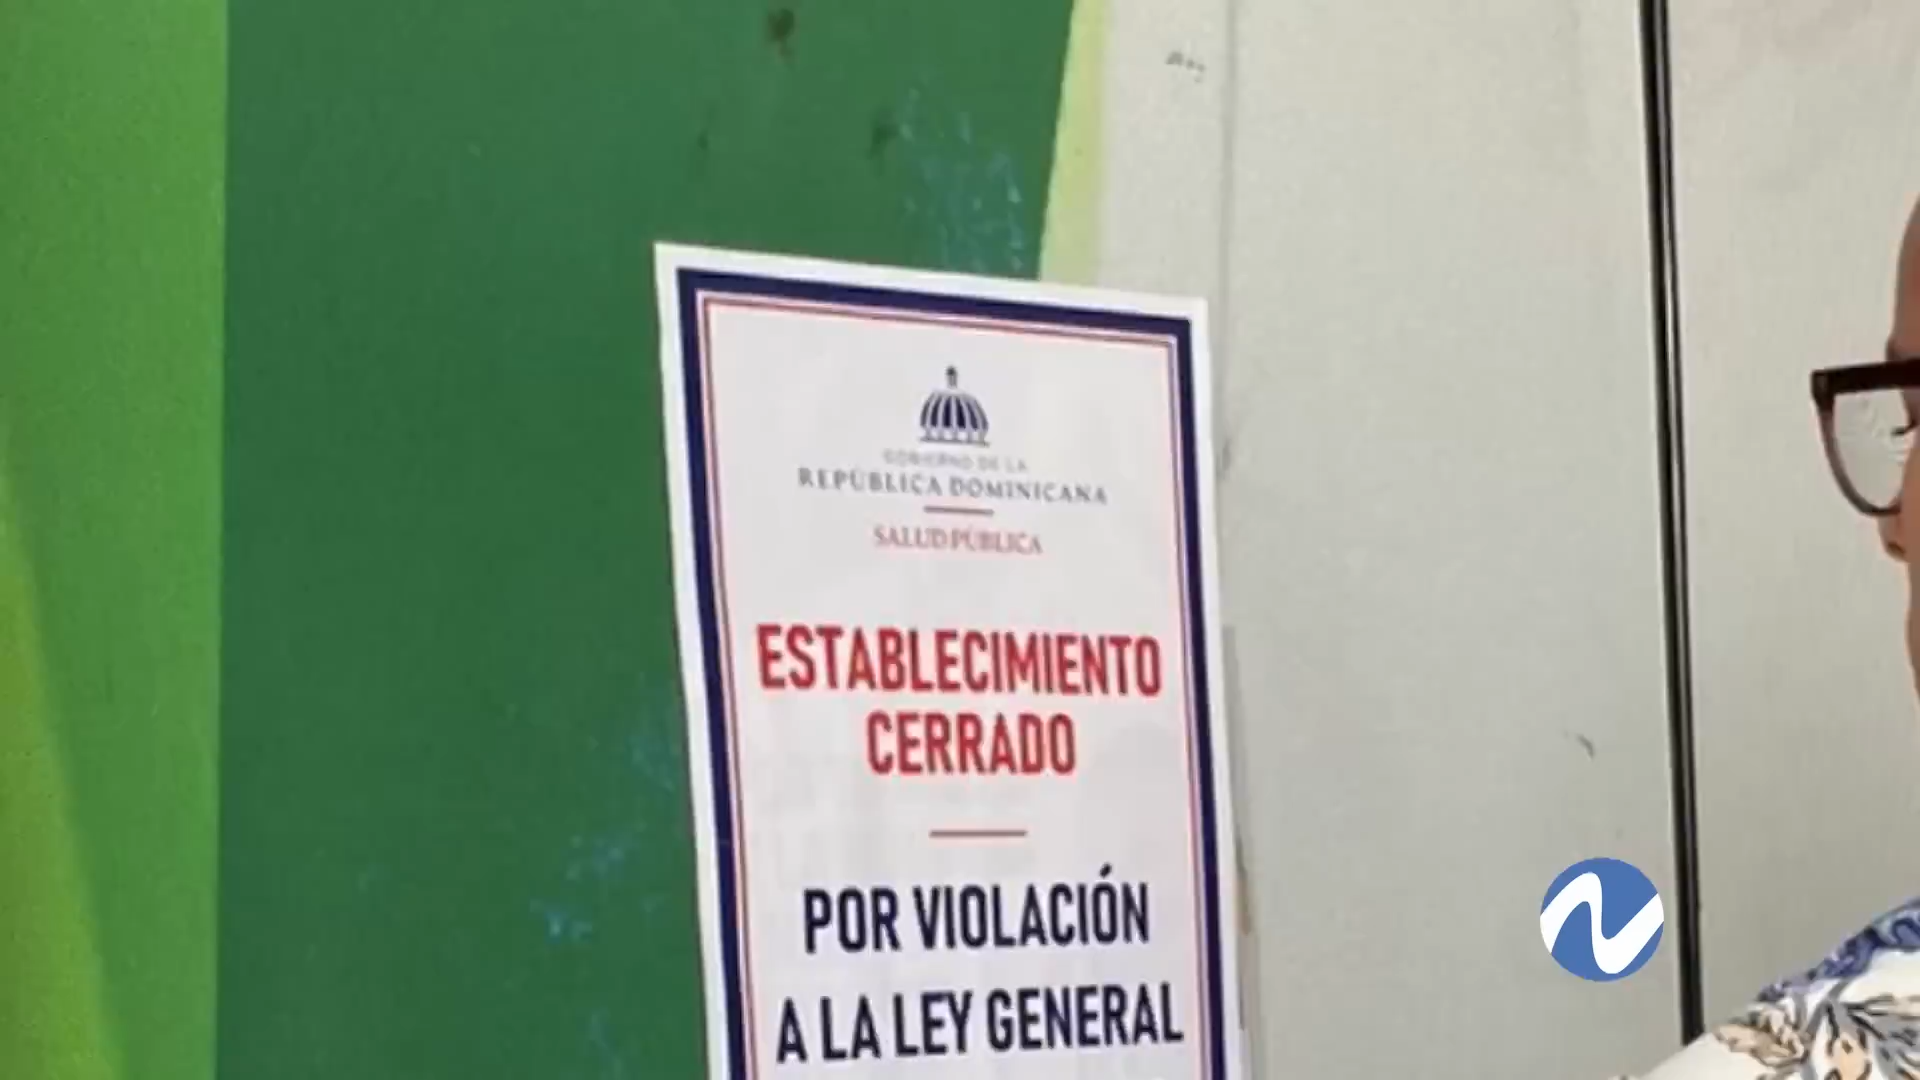 GOBIERNO DE LA
REPÚBLICA DOMINICANA
SALUD PÚBLICA
ESTABLECIMIENTO
CERRADO
POR VIOLACIÓN
A LA LEY GENERAL